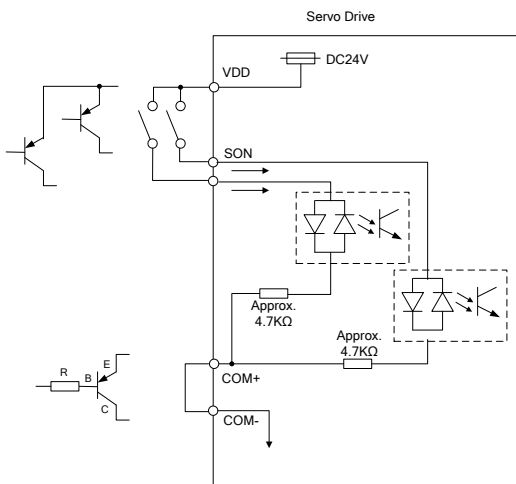 Servo Drive
VDD
DC24V
SON
Approx.
4.7KΩ
Approx.
4.7KΩ
COM+
COM-
R
B
E
C